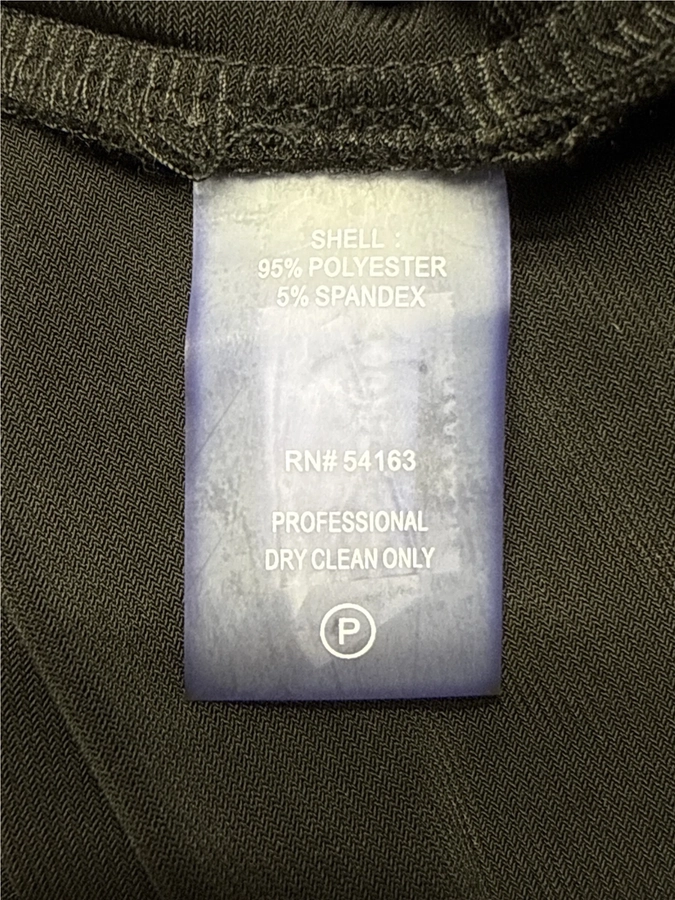 SHELL :
95% POLYESTER
5% SPANDEX
RN# 54163
PROFESSIONAL
DRY CLEAN ONLY
P